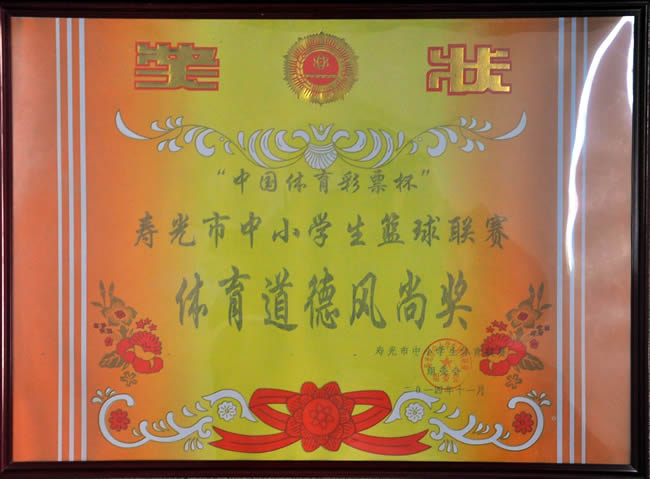 奖状
“中国体育彩票杯”
寿光市中小学生篮球联赛
体育道德风尚奖
寿光市中小学生体育联赛
组委会
二〇一四年十一月